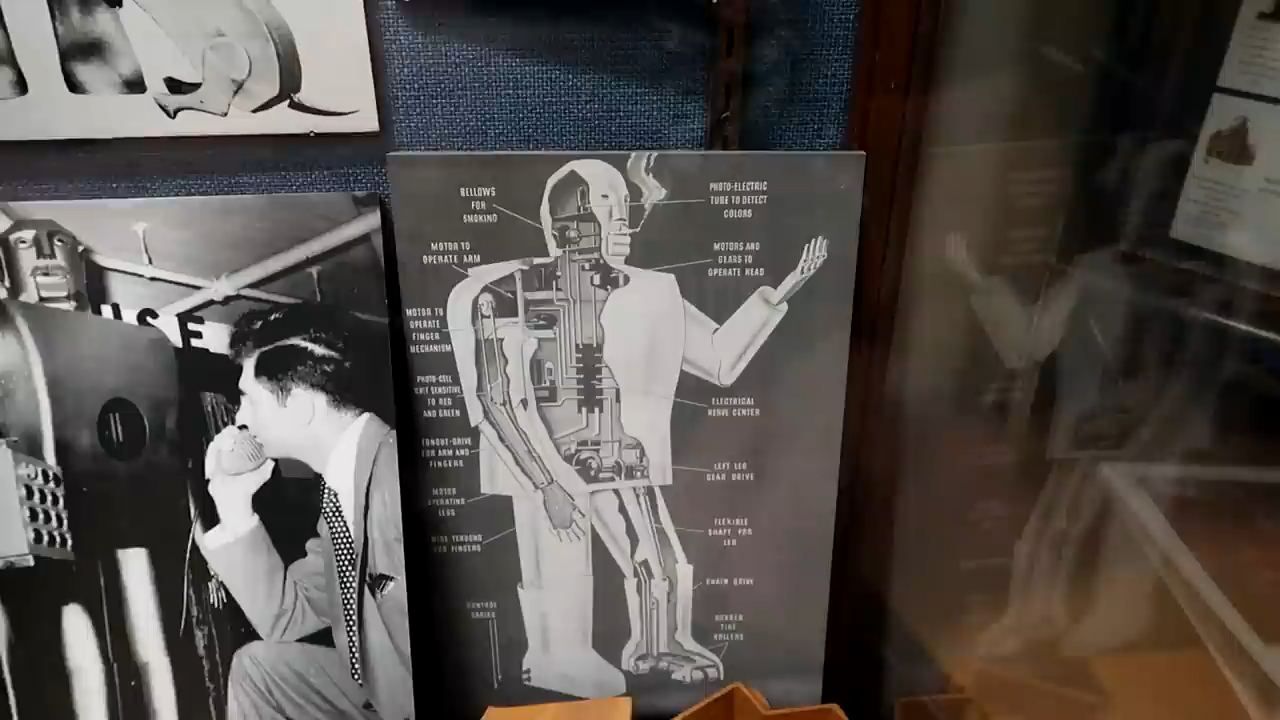 USE
BELLOWS
FOR
SMOKING
PHOTO-ELECTRIC
TUBE TO DETECT
COLORS
MOTOR TO
OPERATE ARM
MOTORS AND
GEARS TO
OPERATE HEAD
MOTOR TO
OPERATE
FINGER
MECHANISM
PHOTO-CELL
SENSITIVE
TO RED
AND GREEN
ELECTRICAL
NERVE CENTER
FOR ARM AND
FINGERS
LEFT LEG
GEAR DRIVE
MOTOR
OPERATING
LEGS
FLEXIBLE
SHAFT FOR
LEG
WIRE TENDONS
FOR FINGERS
CHAIN DRIVE
CONTROL
CABLES
RUBBER
TIRE
ROLLERS